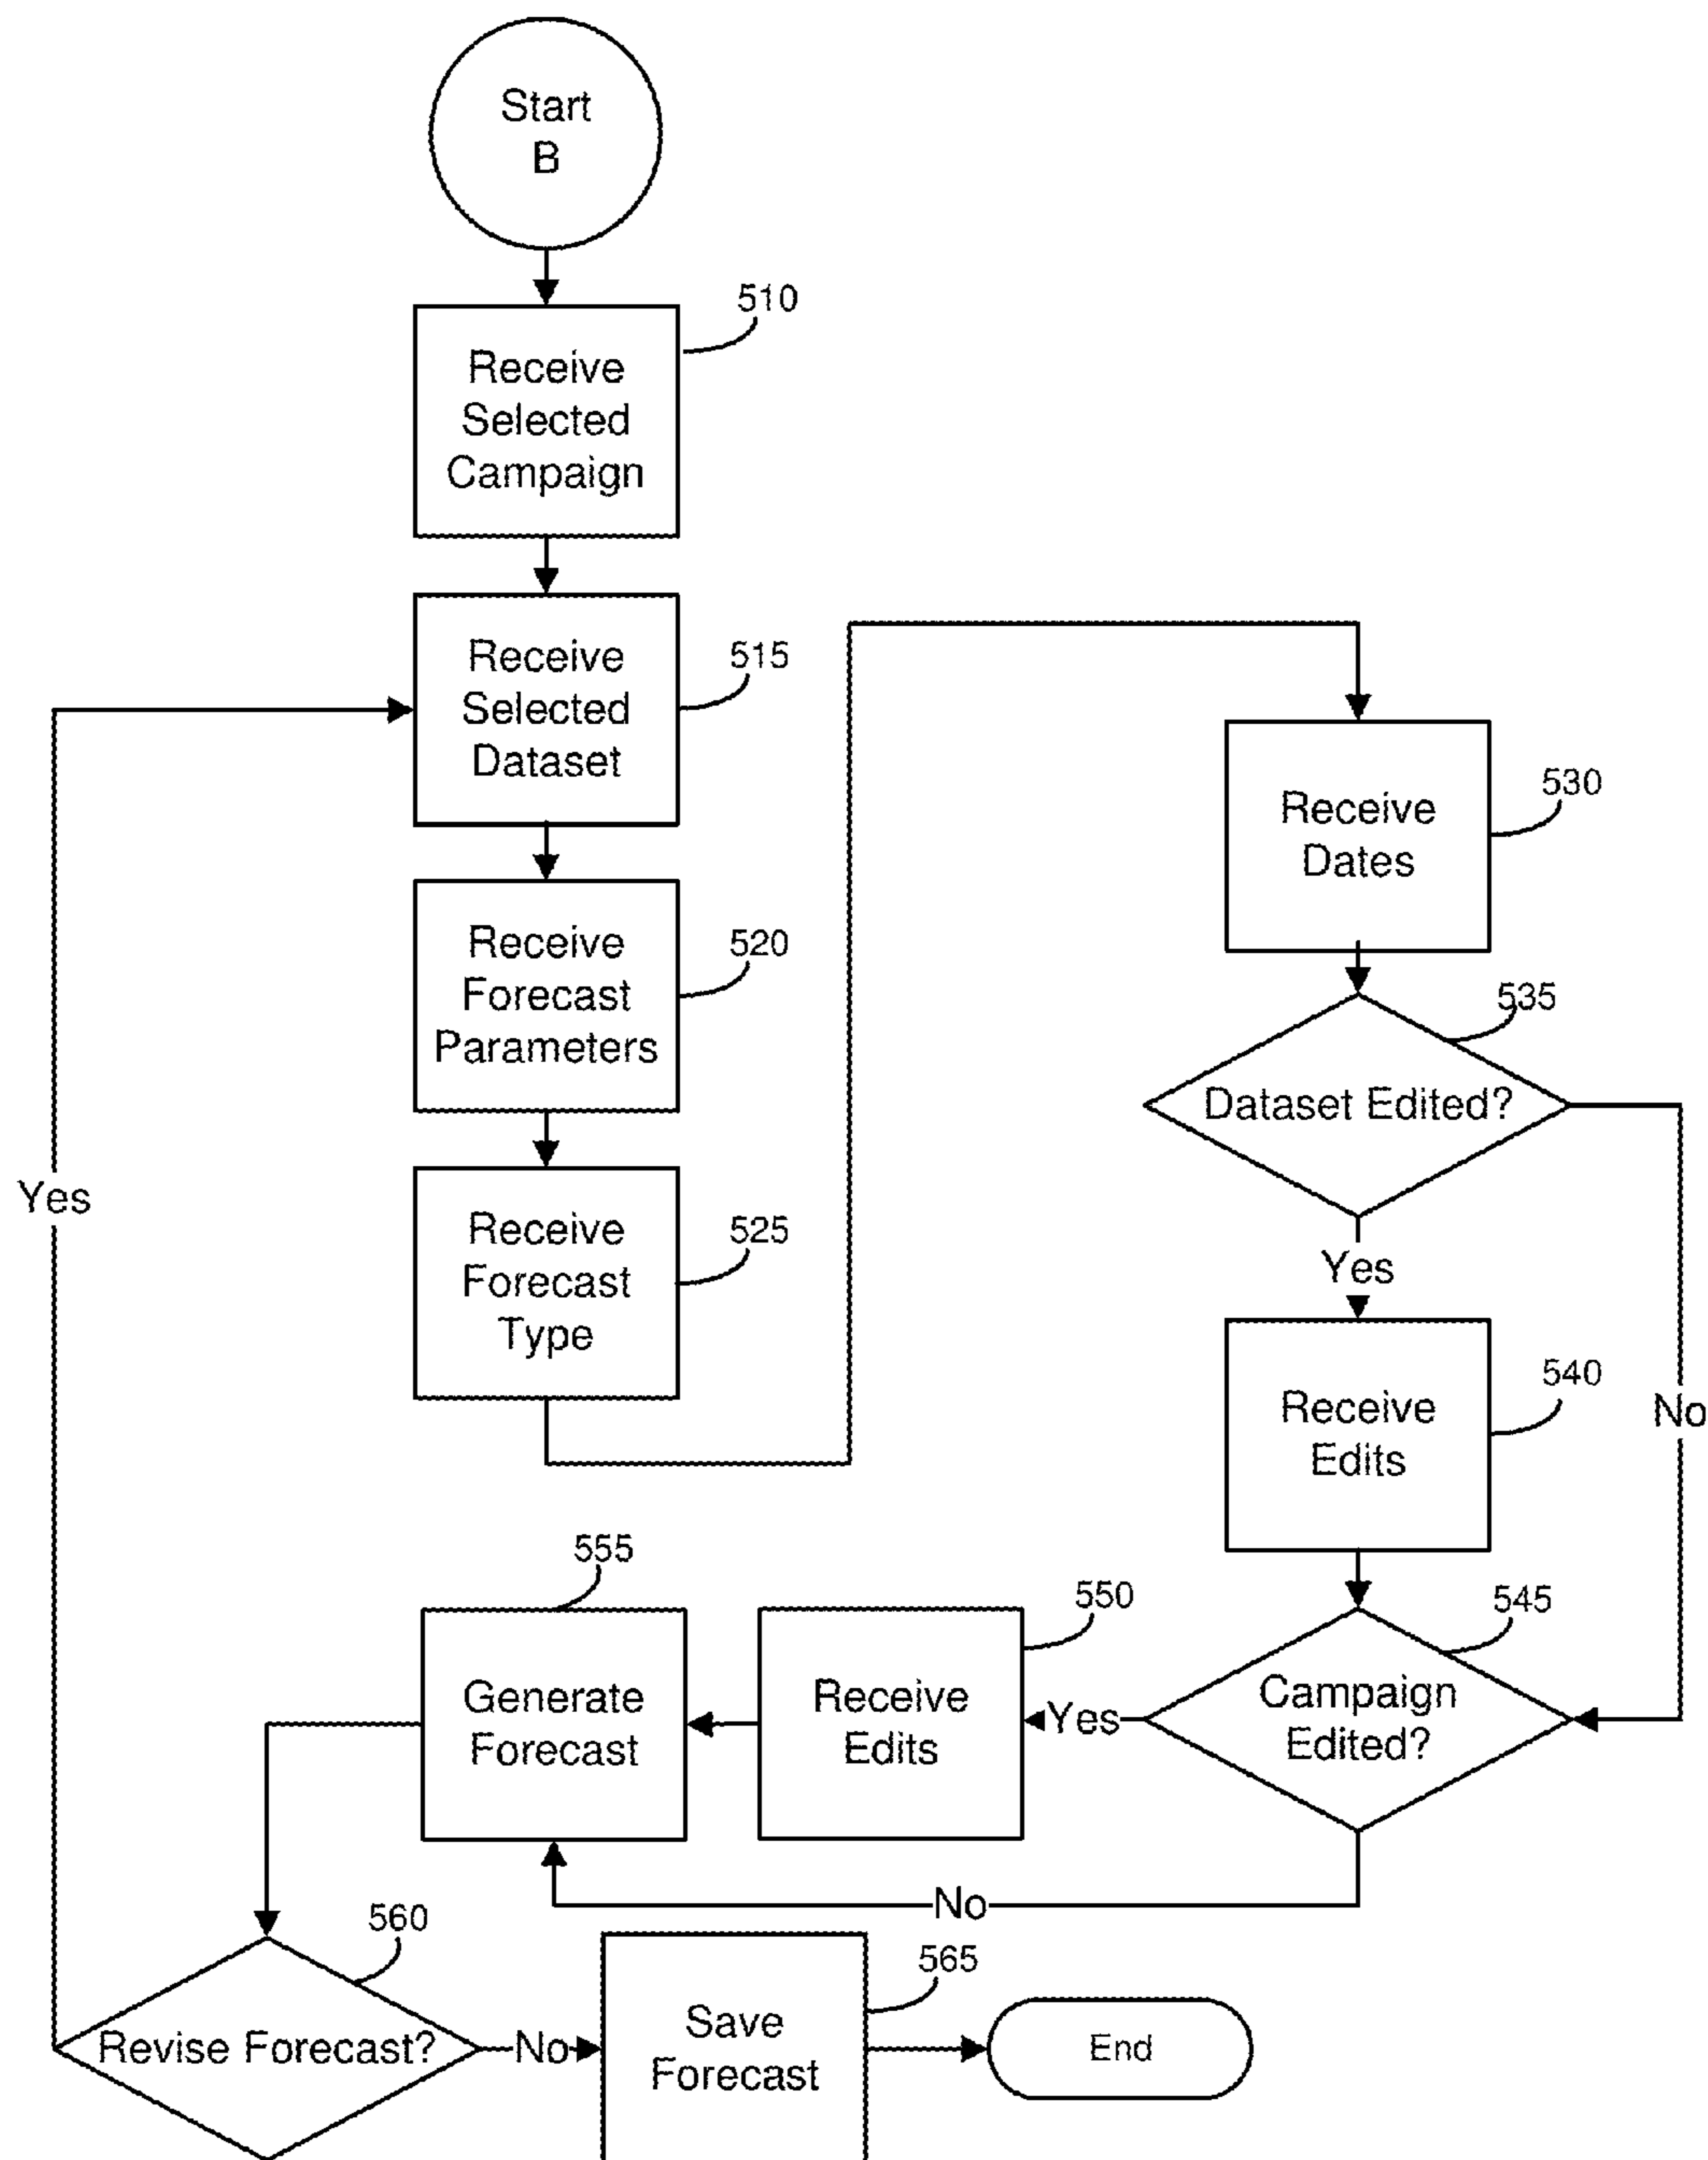 Start
B
510
Receive
Selected
Campaign
515
Receive
Selected
Dataset
520
Receive
Forecast
Parameters
525
Receive
Forecast
Type
530
Receive
Dates
535
Dataset Edited?
Yes
No
540
Receive
Edits
545
Campaign
Edited?
Yes
No
550
Receive
Edits
555
Generate
Forecast
560
Revise Forecast?
Yes
No
565
Save
Forecast
End